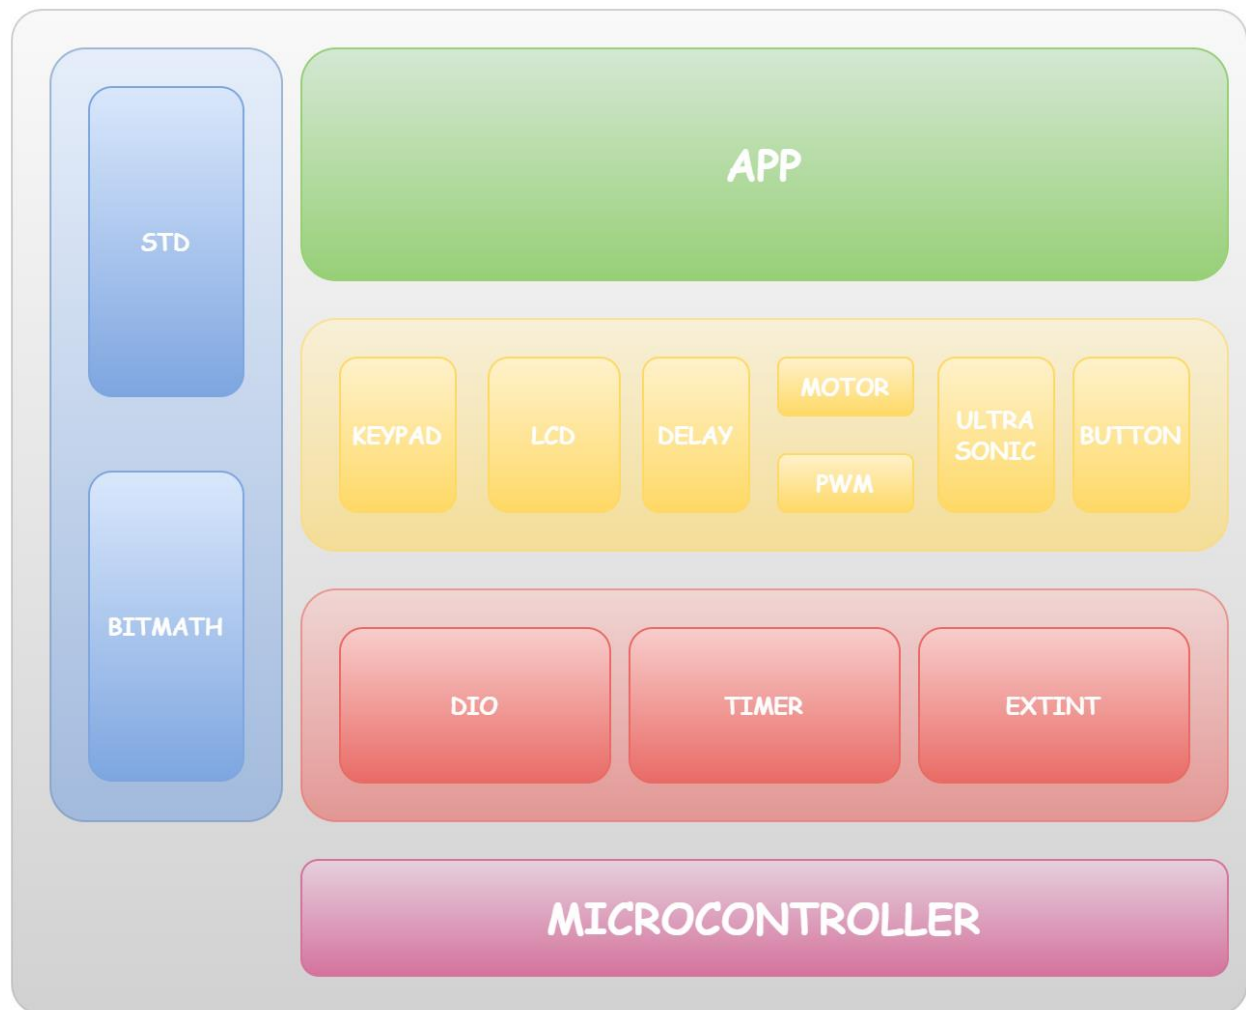 APP
STD
KEYPAD
LCD
DELAY
MOTOR
PWM
ULTRA
SONIC
BUTTON
BITMATH
DIO
TIMER
EXTINT
MICROCONTROLLER